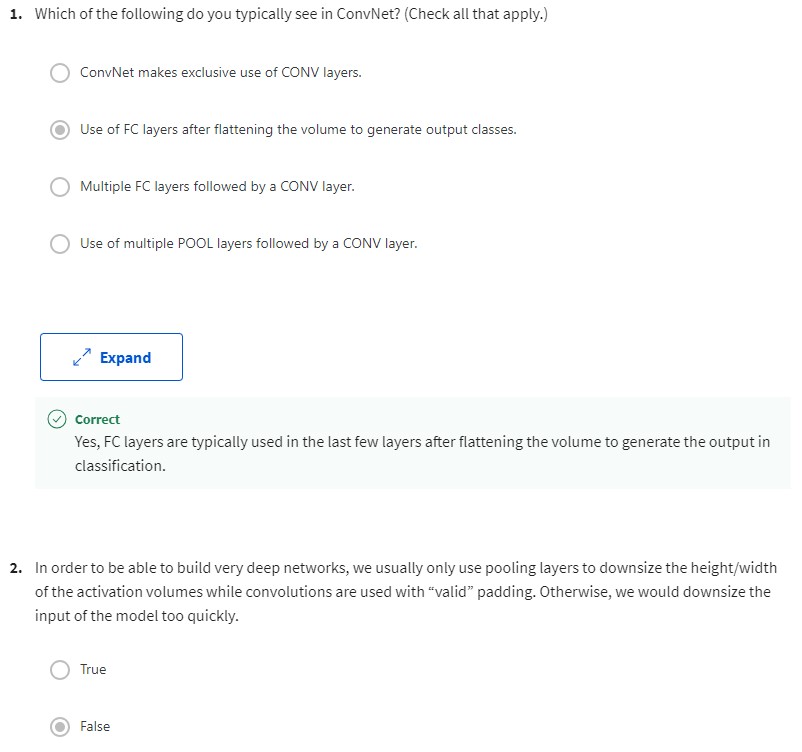 1. Which of the following do you typically see in ConvNet? (Check all that apply.)
ConvNet makes exclusive use of CONV layers.
Use of FC layers after flattening the volume to generate output classes.
Multiple FC layers followed by a CONV layer.
Use of multiple POOL layers followed by a CONV layer.
Expand
Correct
Yes, FC layers are typically used in the last few layers after flattening the volume to generate the output in
classification.
2. In order to be able to build very deep networks, we usually only use pooling layers to downsize the height/width
of the activation volumes while convolutions are used with “valid” padding. Otherwise, we would downsize the
input of the model too quickly.
True
False